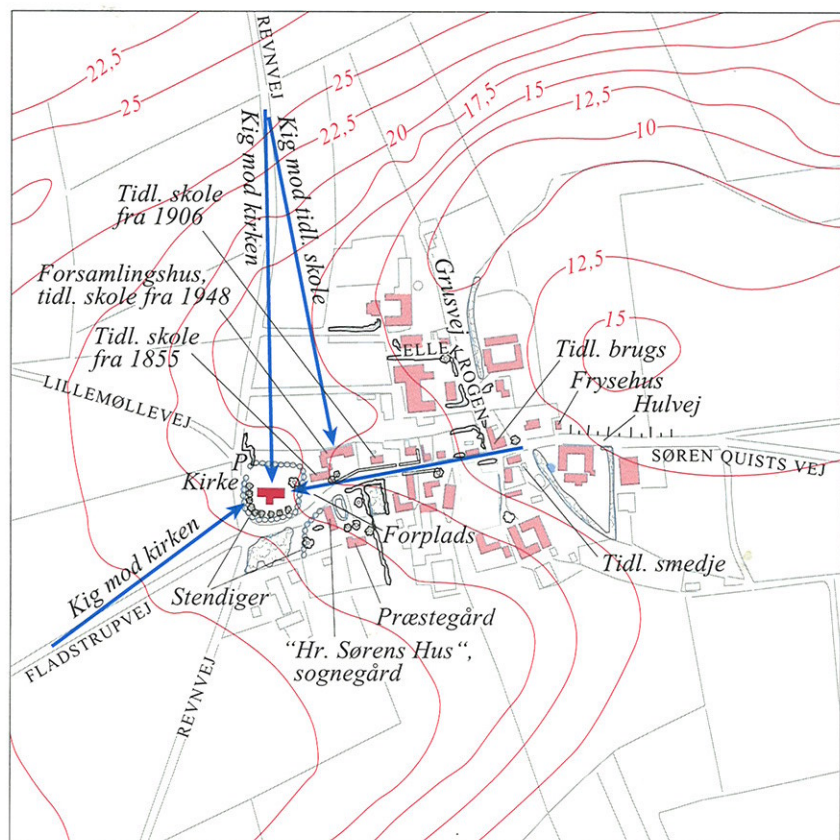 22,5
25
REVNVEJ
25
22,5
20
17,5
15
12,5
10
Kig mod kirken
Kig mod tidl. skole
Tidl. skole
fra 1906
Forsamlingshus,
tidl. skole fra 1948
Tidl. skole
fra 1855
Grusvej
12,5
15
ELLEKROGEN
Tidl. brugs
Frysehus
Hulvej
LILLEMØLLEVEJ
SØREN QUISTS VEJ
P
Kirke
Forplads
Tidl. smedje
Kig mod kirken
Stendiger
Præstegård
"Hr. Sørens Hus",
sognegård
FLADSTRUPVEJ
REVNVEJ